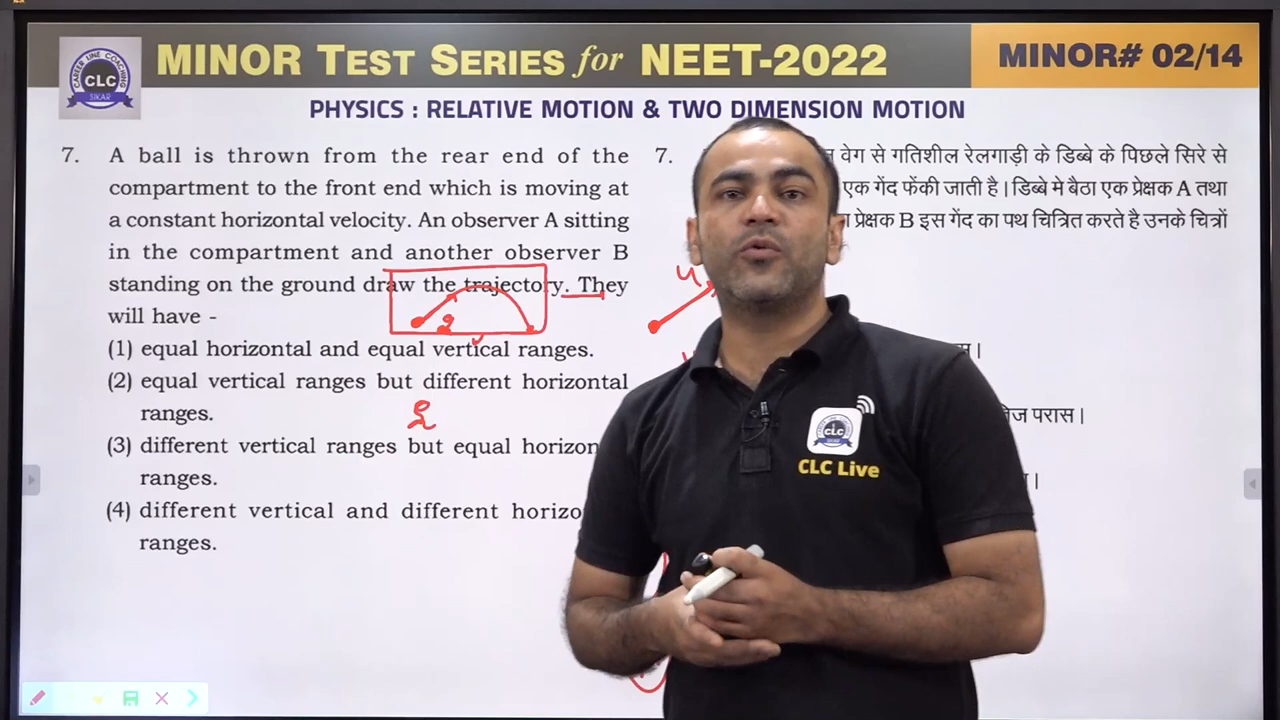 CAREER LINE COACHING
CLC
SIKAR
MINOR TEST SERIES for NEET-2022
MINOR# 02/14
PHYSICS : RELATIVE MOTION & TWO DIMENSION MOTION
7. A ball is thrown from the rear end of the
compartment to the front end which is moving at
a constant horizontal velocity. An observer A sitting
in the compartment and another observer B
standing on the ground draw the trajectory. They
will have -
(1) equal horizontal and equal vertical ranges.
(2) equal vertical ranges but different horizontal
ranges.
(3) different vertical ranges but equal
ranges.
(4) different vertical and different
ranges.
7.
वेग से गतिशील रेलगाड़ी के डिब्बे के पिछले सिरे से
एक गेंद फेंकी जाती है। डिब्बे मे बैठा एक प्रेक्षक A तथा
प्रेक्षक B इस गेंद का पथ चित्रित करते है उनके चित्रों
परास।
u
CLC
CLC Live